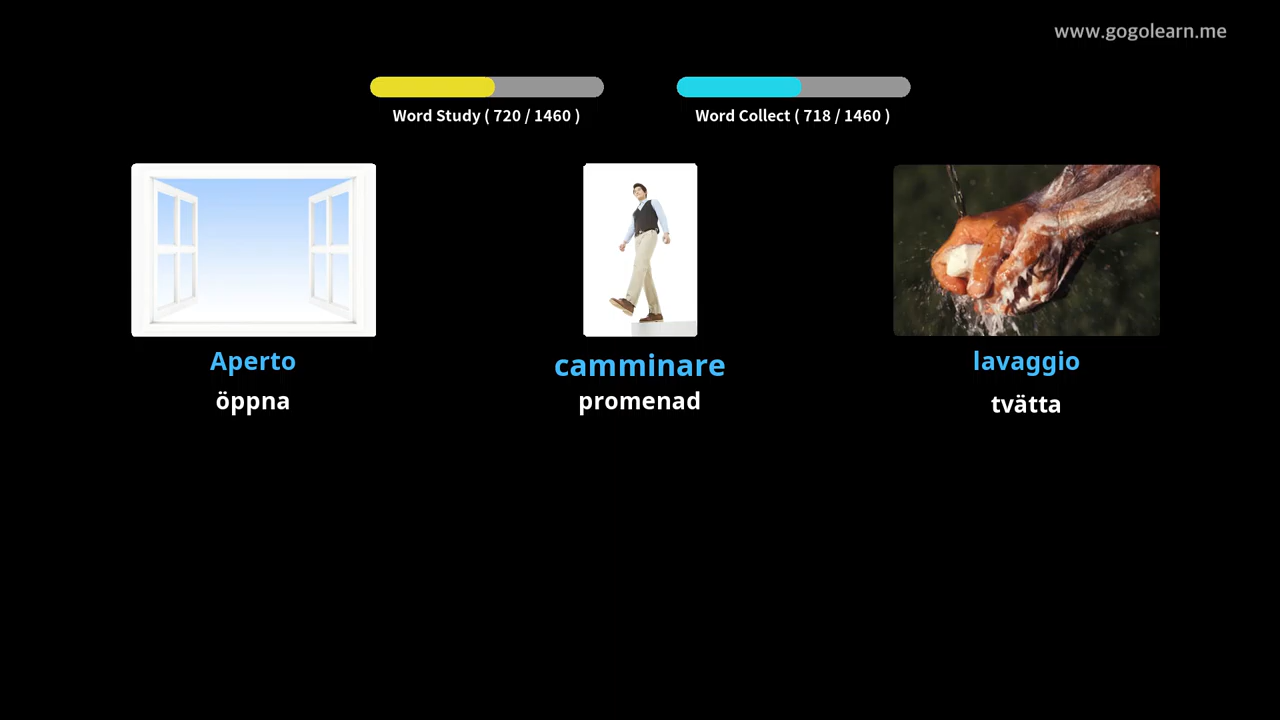 www.gogolearn.me
Word Study ( 720 / 1460 )
Word Collect ( 718 / 1460 )
Aperto
öppna
camminare
promenad
lavaggio
tvätta